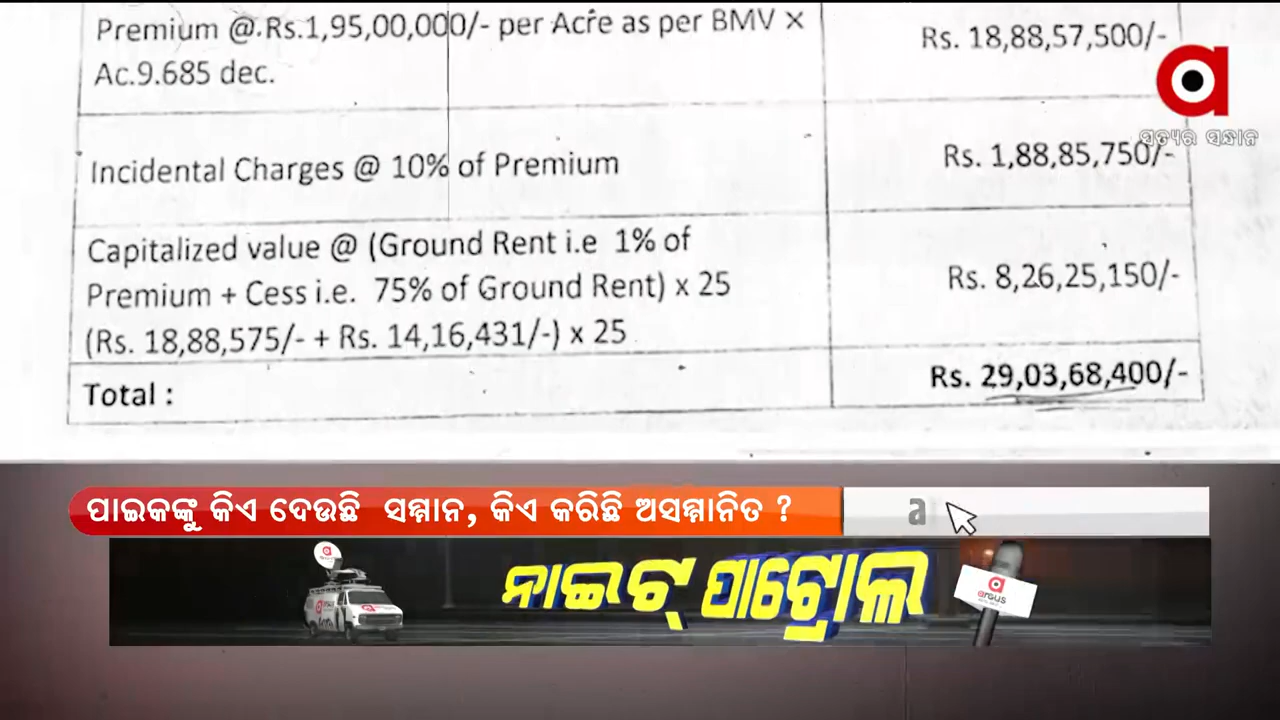 Premium @ Rs.1,95,00,000/- per Acre as per BMV x
Ac.9.685 dec.
Rs. 18,88,57,500/-
ସତ୍ୟର ସନ୍ଧାନ
Incidental Charges @ 10% of Premium
Rs. 1,88,85,750/-
Capitalized value @ (Ground Rent i.e 1% of
Premium + Cess i.e. 75% of Ground Rent) x 25
(Rs. 18,88,575/- + Rs. 14,16,431/-) x 25
Rs. 8,26,25,150/-
Total :
Rs. 29,03,68,400/-
ପାଇକଙ୍କୁ କିଏ ଦେଉଛି ସମ୍ମାନ, କିଏ କରିଛି ଅସମ୍ମାନିତ ?
a
ନାଇଟ୍ ପାଟ୍ରୋଲ
argus